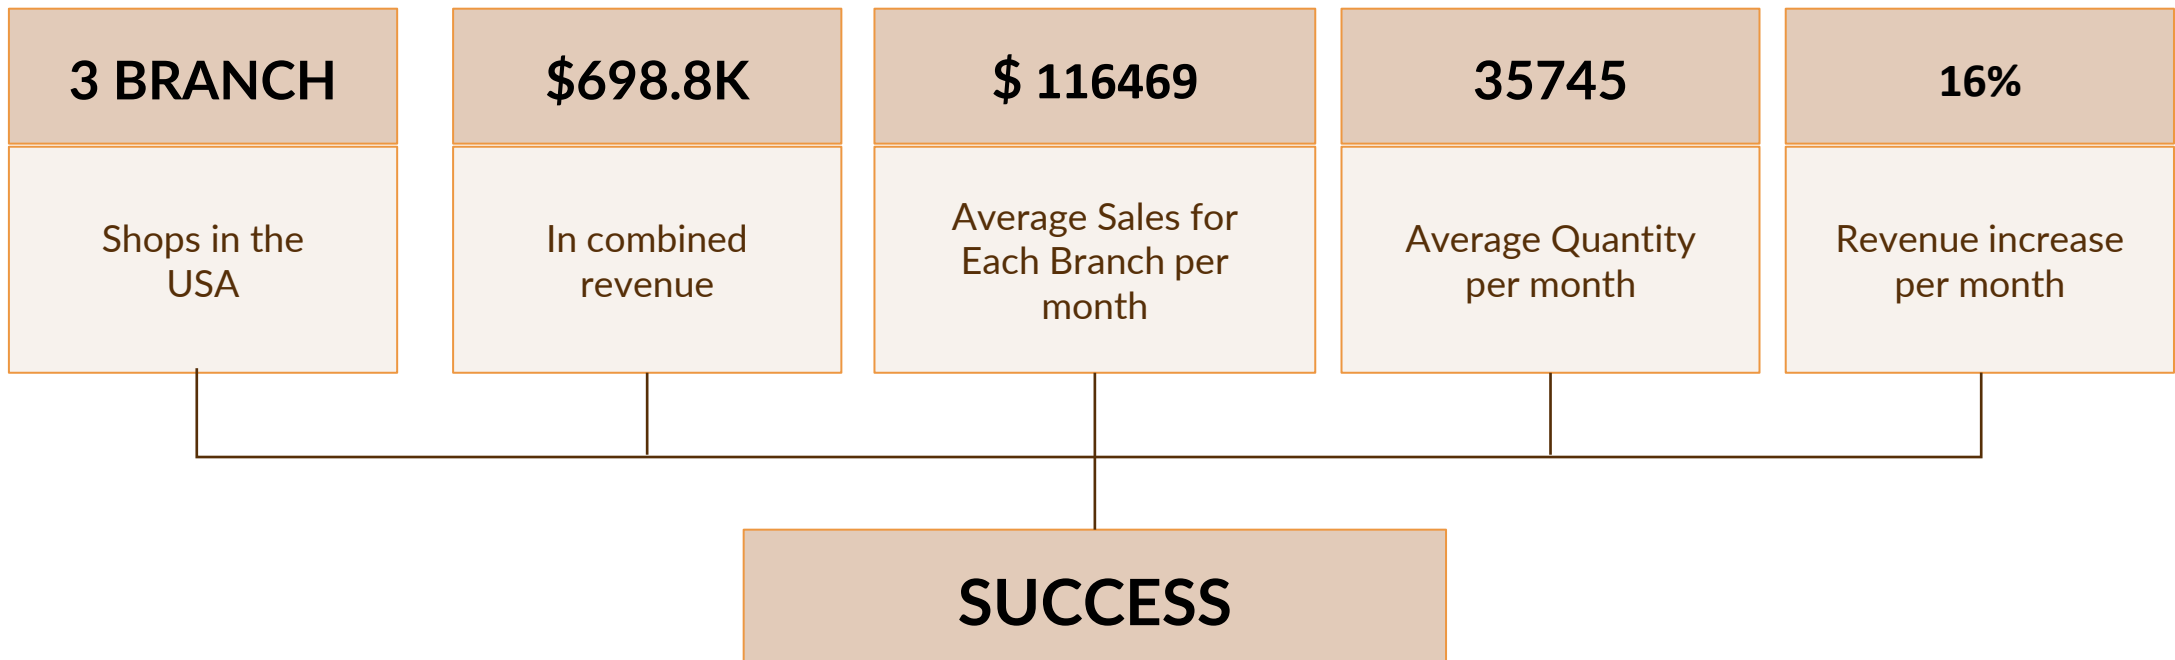 3 BRANCH
Shops in the
USA
$698.8K
In combined
revenue
$ 116469
Average Sales for
Each Branch per
month
35745
Average Quantity
per month
16%
Revenue increase
per month
SUCCESS